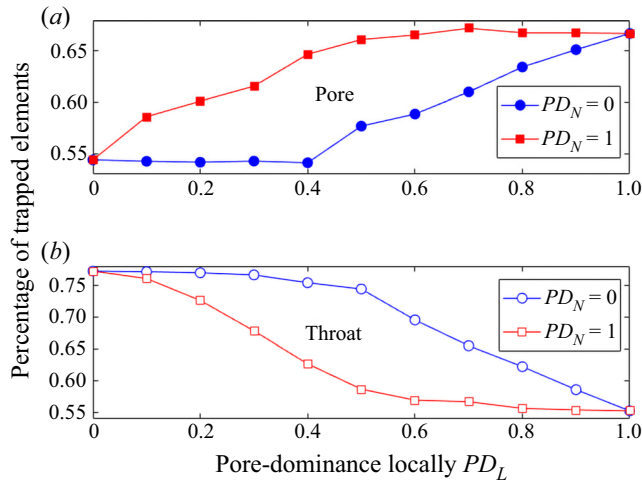 (a)
0.65
0.60
0.55
Pore
PD_N = 0
PD_N = 1
0
0.2
0.4
0.6
0.8
1.0
Percentage of trapped elements
(b)
0.75
0.70
0.65
0.60
0.55
Throat
PD_N = 0
PD_N = 1
0
0.2
0.4
0.6
0.8
1.0
Pore-dominance locally PD_L